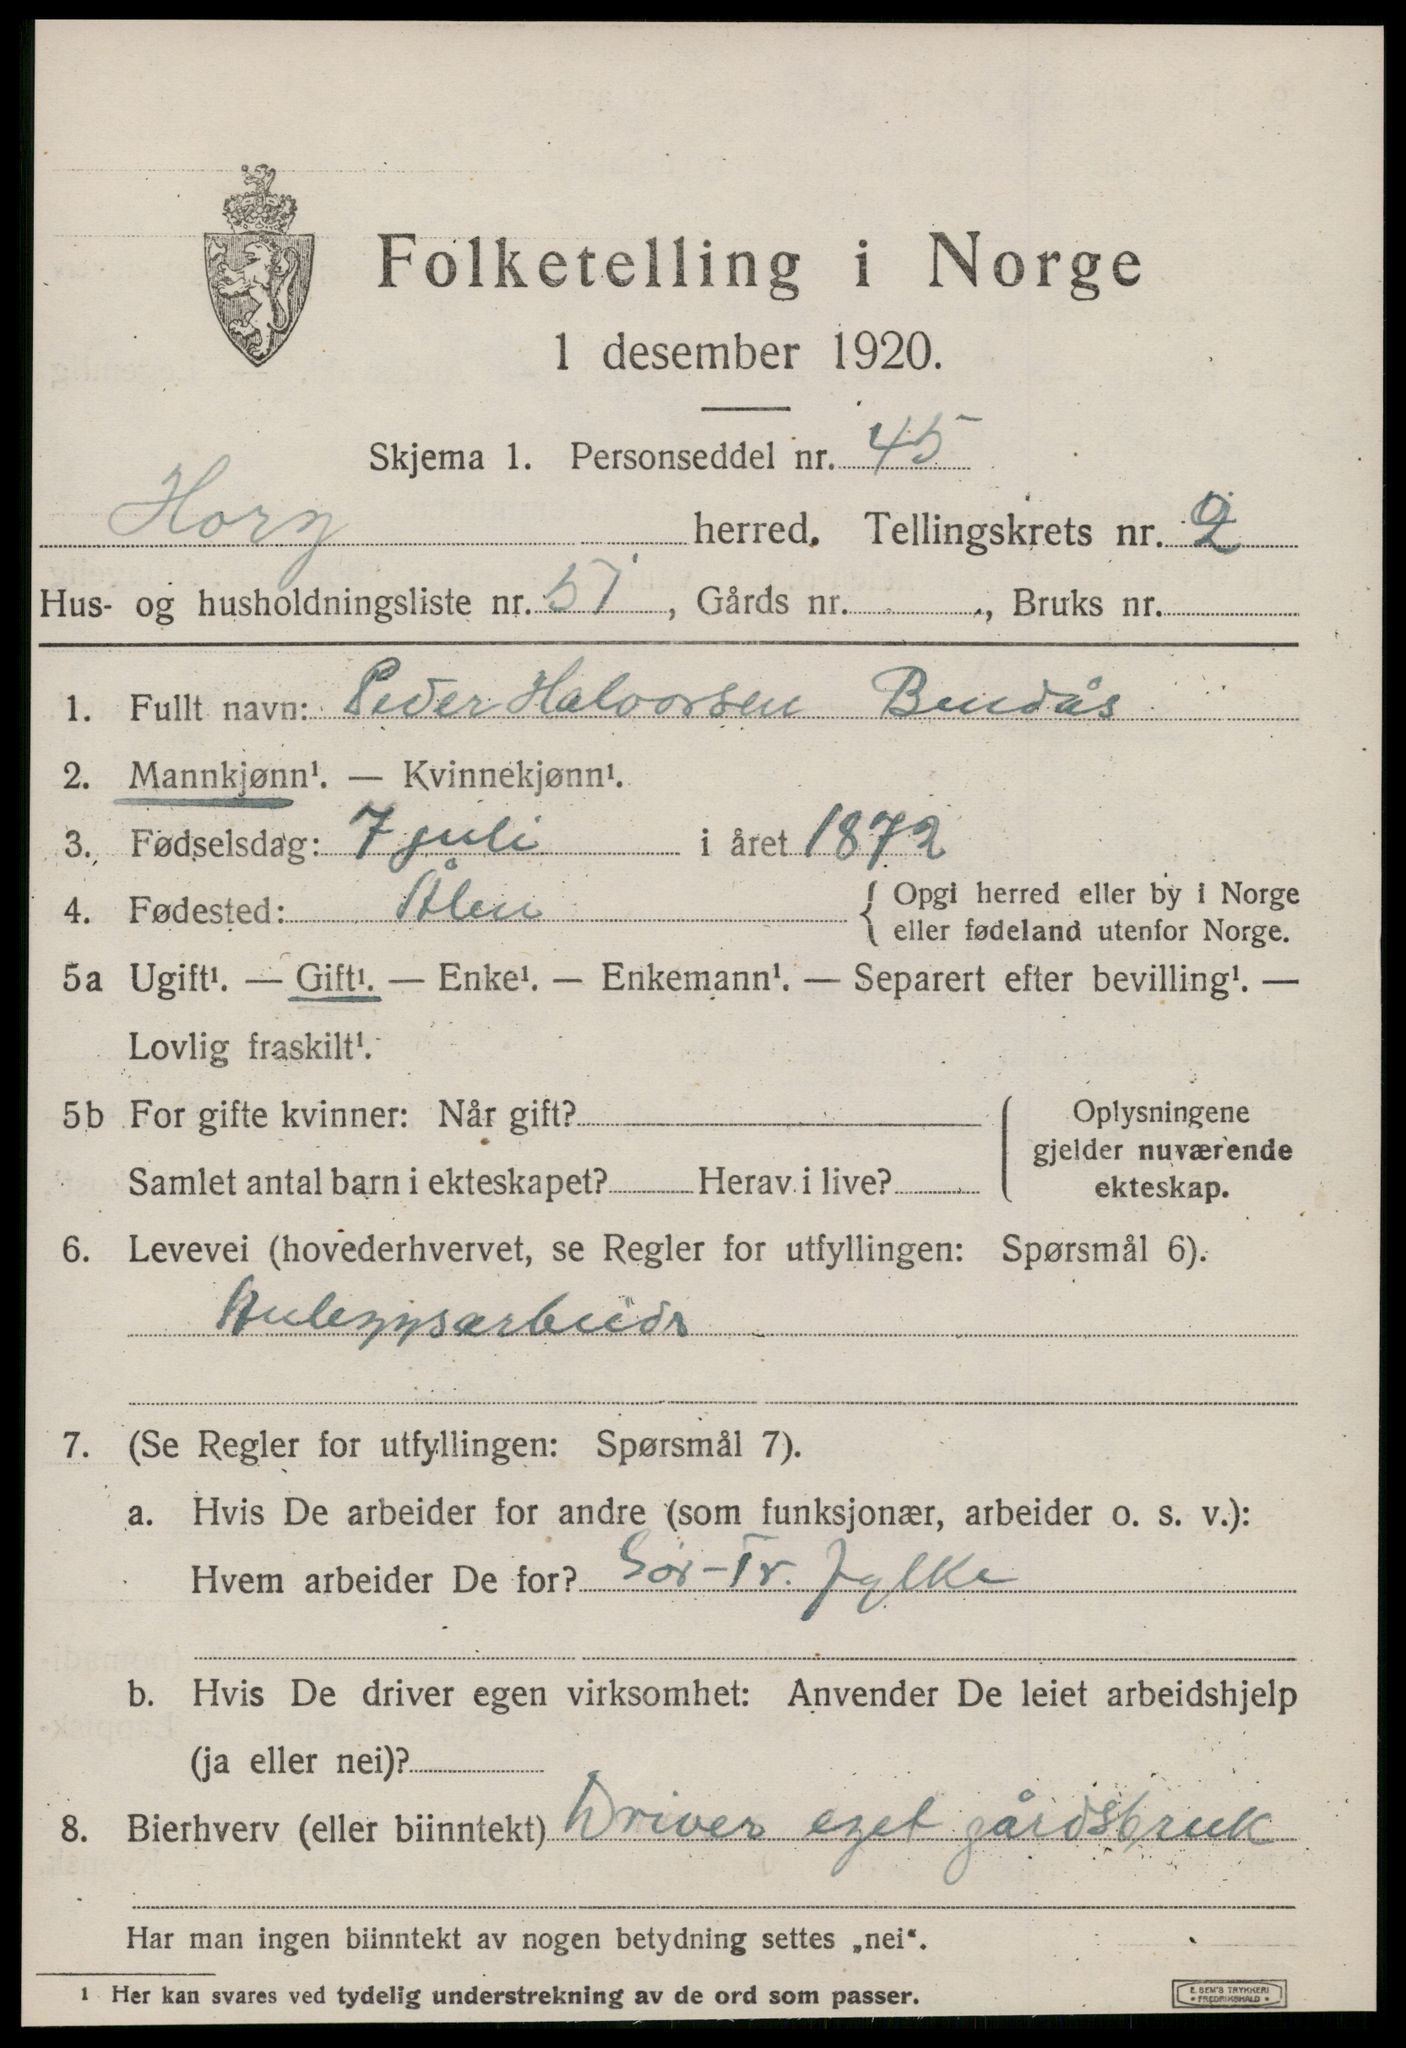 Folketelling i Norge
1 desember 1920.
Skjema 1. Personseddel nr. 45
Horg herred. Tellingskrets nr. 2
Hus- og husholdningsliste nr. 51, Gårds nr. , Bruks nr.
1. Fullt navn: Peder Halvorsen Bendås
2. Mannkjønn¹. — Kvinnekjønn¹.
3. Fødselsdag: 7 juli i året 1872
4. Fødested: Ålen { Opgi herred eller by i Norge
eller fødeland utenfor Norge.
5a Ugift¹. — Gift¹. — Enke¹. — Enkemann¹. — Separert efter bevilling¹. —
Lovlig fraskilt¹.
5b For gifte kvinner: Når gift? Oplysningene
gjelder nuværende
Samlet antal barn i ekteskapet? Herav i live? ekteskap.
6. Levevei (hovederhvervet, se Regler for utfyllingen: Spørsmål 6).
Anleggsarbeider
7. (Se Regler for utfyllingen: Spørsmål 7).
a. Hvis De arbeider for andre (som funksjonær, arbeider o. s. v.):
Hvem arbeider De for? Sør-Tr. fylke
b. Hvis De driver egen virksomhet: Anvender De leiet arbeidshjelp
(ja eller nei)?
8. Bierhverv (eller biinntekt) Driver eget gårdsbruk
Har man ingen biinntekt av nogen betydning settes „nei“.
1 Her kan svares ved tydelig understrekning av de ord som passer.
E. SEM'S TRYKKERI
FREDRIKSHALD